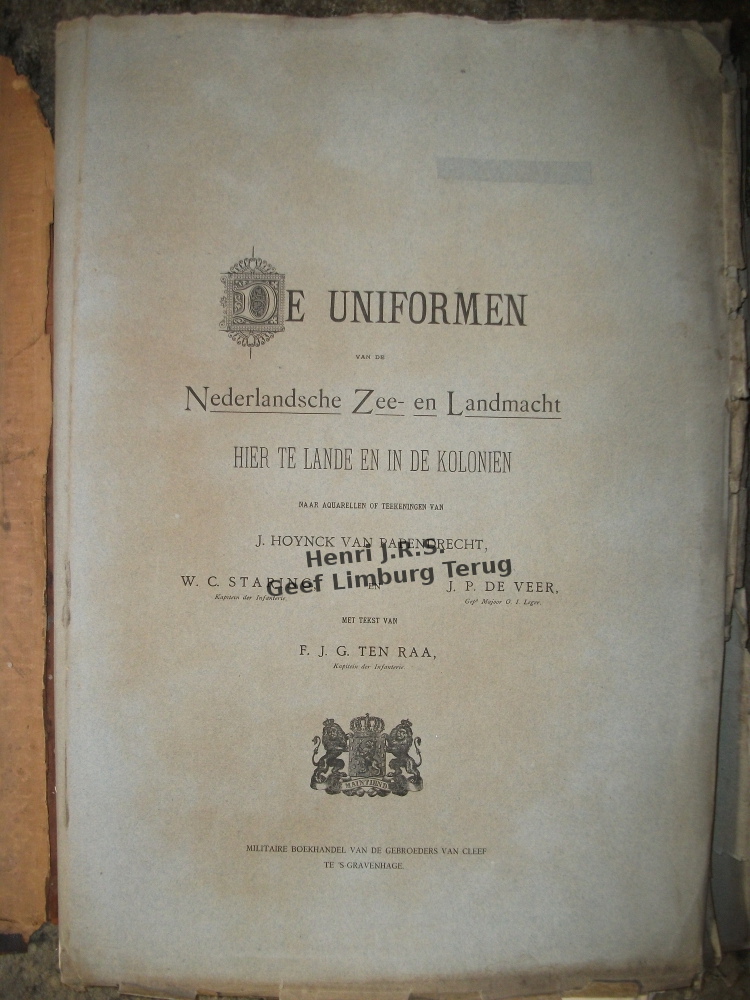 DE UNIFORMEN
VAN DE
Nederlandsche Zee- en Landmacht
HIER TE LANDE EN IN DE KOLONIEN
NAAR AQUARELLEN OF TEEKENINGEN VAN
J. HOYNCK VAN PAPENDRECHT,
Henri J.R.S.
Geef Limburg Terug
W. C. STARING EN J. P. DE VEER,
Kapitein der Infanterie. Gepd Majoor O. I. Leger.
MET TEKST VAN
F. J. G. TEN RAA,
Kapitein der Infanterie.
MILITAIRE BOEKHANDEL VAN DE GEBROEDERS VAN CLEEF
TE 'S GRAVENHAGE.